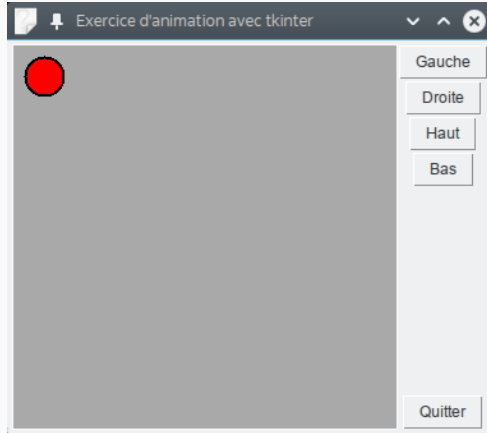 Exercice d'animation avec tkinter
Gauche
Droite
Haut
Bas
Quitter